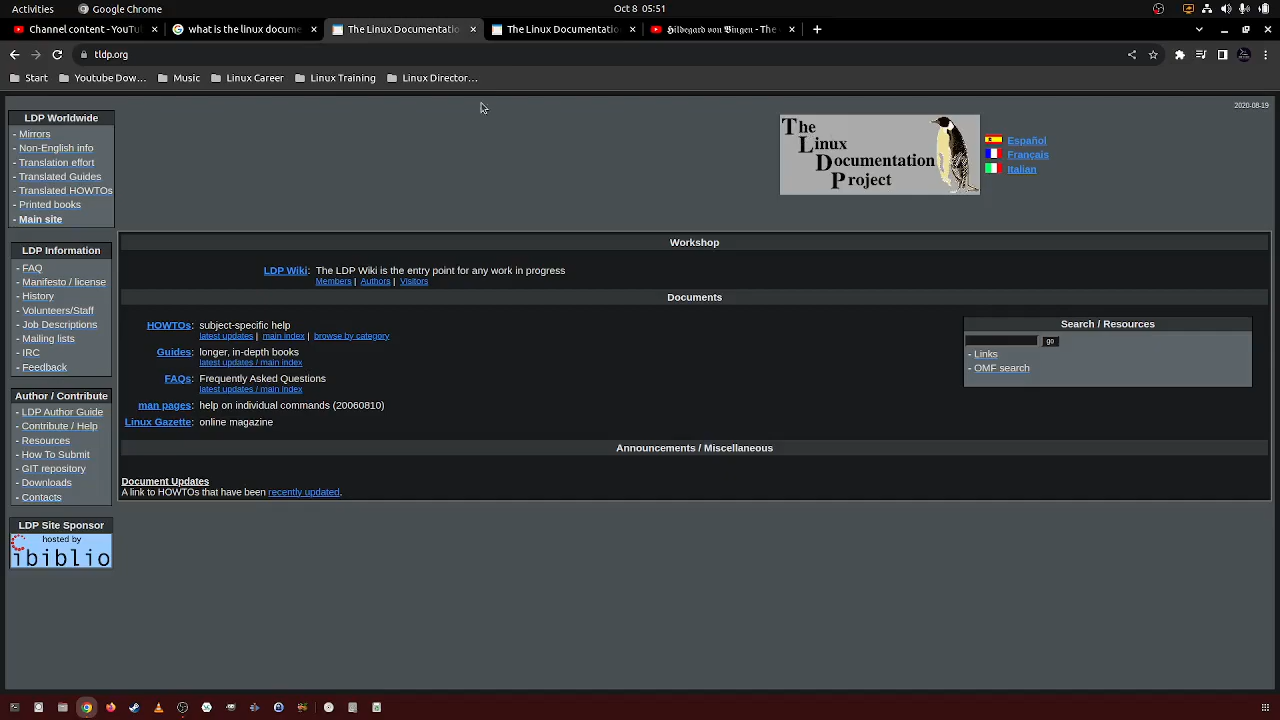 Activities Google Chrome Oct 8 05:51
Channel content - YouTu what is the linux docume The Linux Documentatio The Linux Documentatio ℌildegard von Bingen - The
tldp.org
Start Youtube Dow... Music Linux Career Linux Training Linux Director...
2020-08-19
LDP Worldwide
- Mirrors
- Non-English info
- Translation effort
- Translated Guides
- Translated HOWTOs
- Printed books
- Main site
The
Linux
Documentation
Project
Español
Français
Italian
LDP Information
- FAQ
- Manifesto / license
- History
- Volunteers/Staff
- Job Descriptions
- Mailing lists
- IRC
- Feedback
Author / Contribute
- LDP Author Guide
- Contribute / Help
- Resources
- How To Submit
- GIT repository
- Downloads
- Contacts
LDP Site Sponsor
hosted by
ibiblio
Workshop
LDP Wiki: The LDP Wiki is the entry point for any work in progress
Members | Authors | Visitors
Documents
HOWTOs: subject-specific help
latest updates | main index | browse by category
Guides: longer, in-depth books
latest updates / main index
FAQs: Frequently Asked Questions
latest updates / main index
man pages: help on individual commands (20060810)
Linux Gazette: online magazine
Search / Resources
go
- Links
- OMF search
Announcements / Miscellaneous
Document Updates
A link to HOWTOs that have been recently updated.